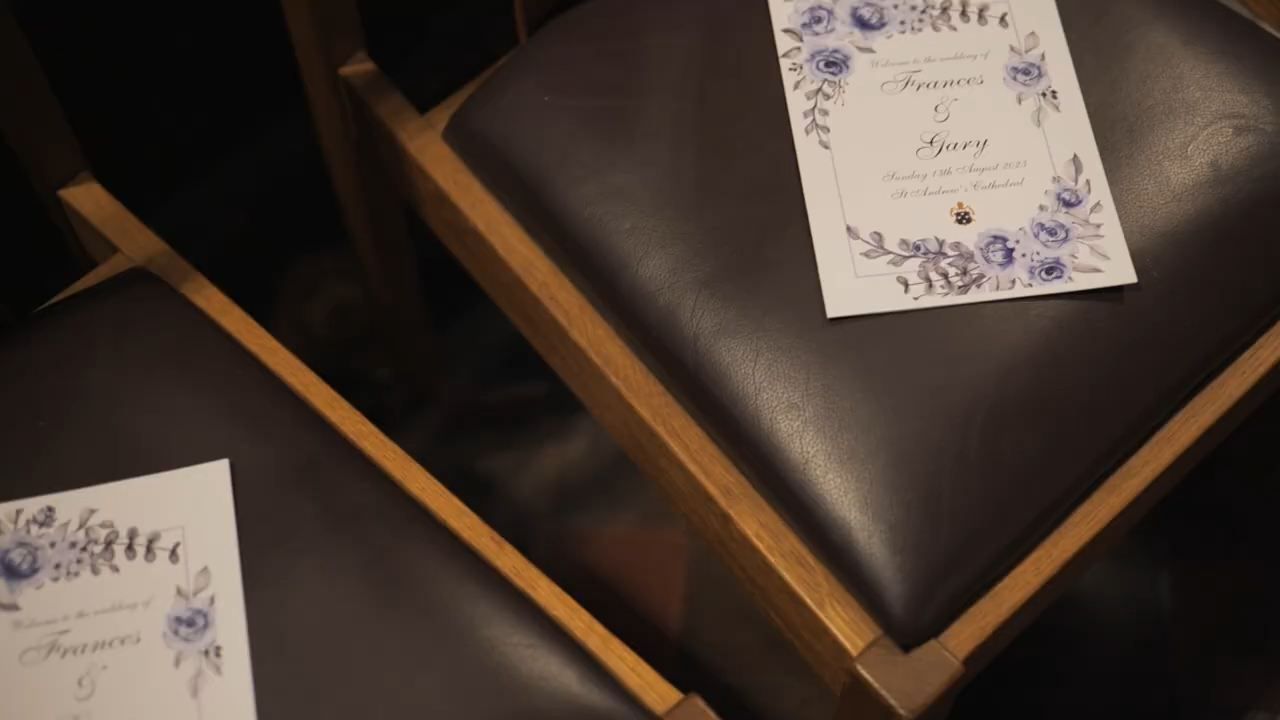 Welcome to the wedding of
Frances
&
Gary
Sunday 13th August 2023
St Andrew's Cathedral
Welcome to the wedding of
Frances
&